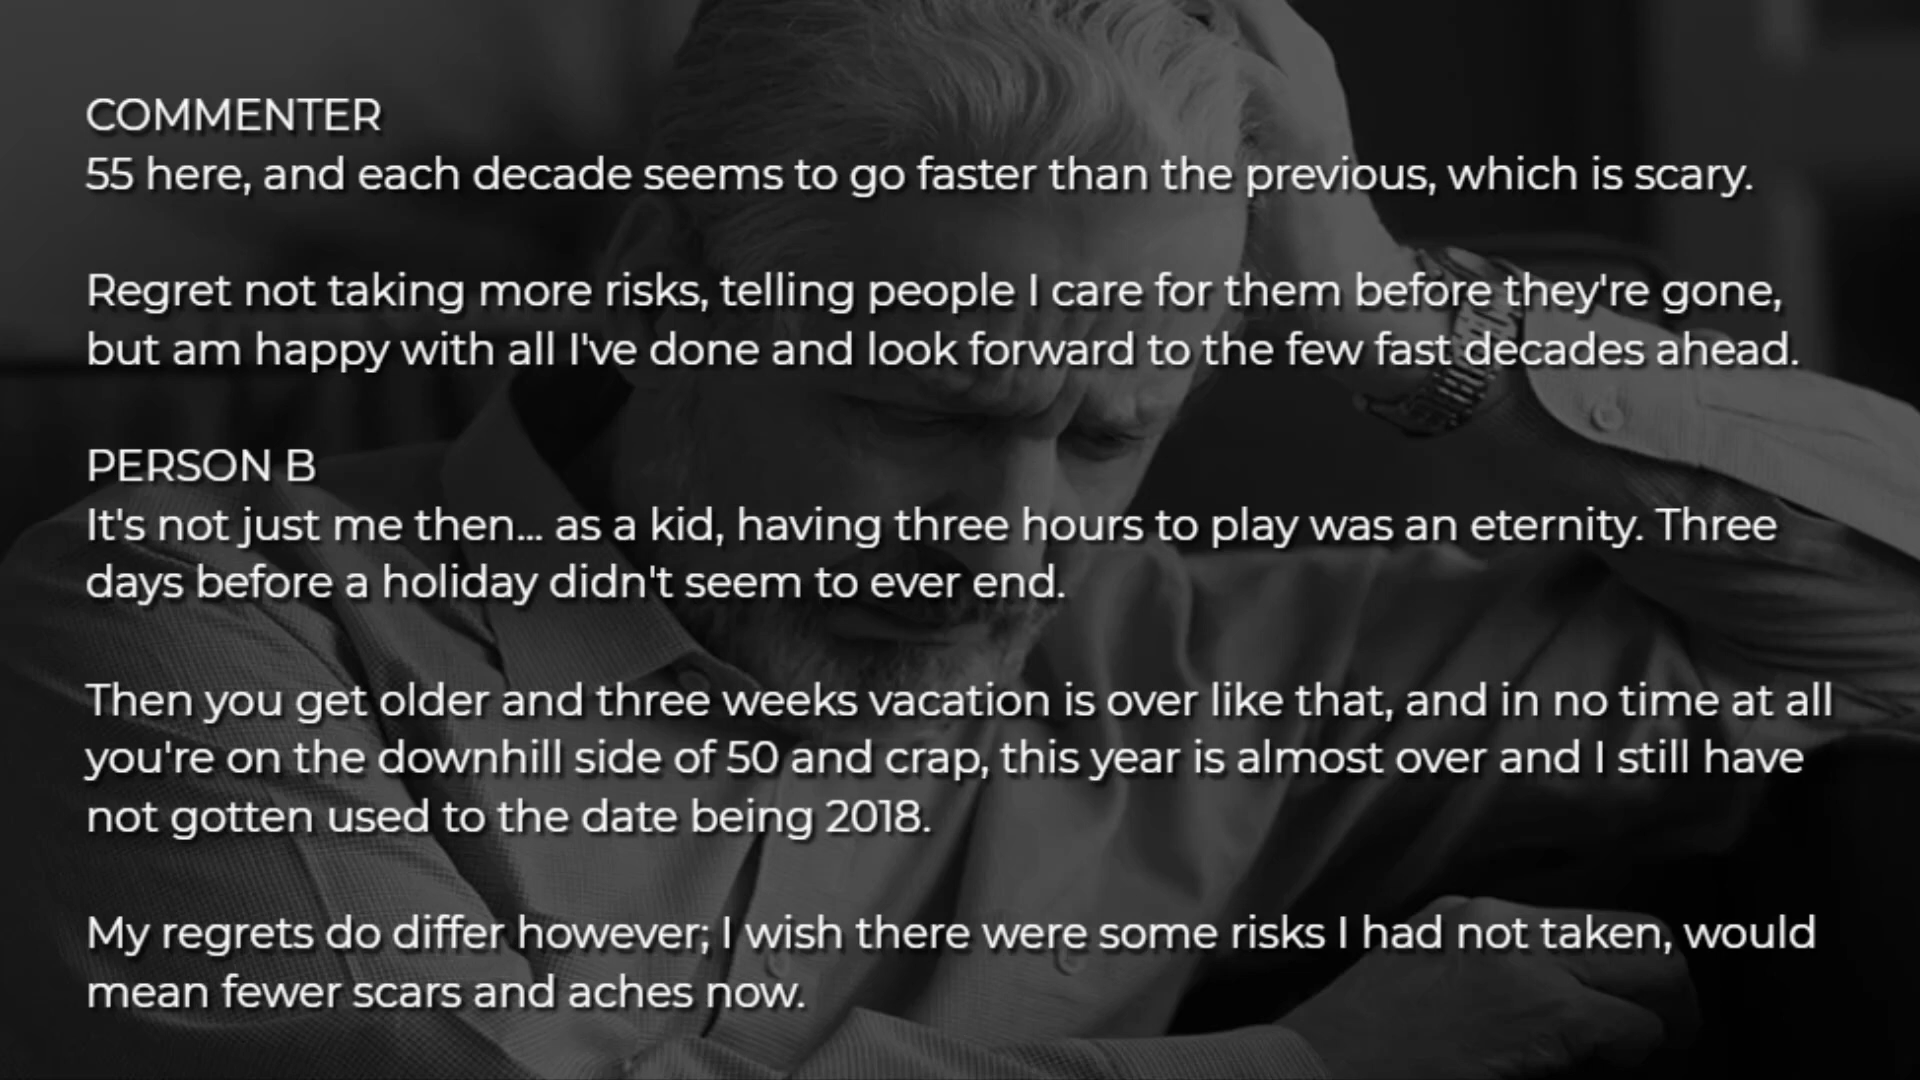 COMMENTER
55 here, and each decade seems to go faster than the previous, which is scary.
Regret not taking more risks, telling people I care for them before they're gone,
but am happy with all I've done and look forward to the few fast decades ahead.
PERSON B
It's not just me then... as a kid, having three hours to play was an eternity. Three
days before a holiday didn't seem to ever end.
Then you get older and three weeks vacation is over like that, and in no time at all
you're on the downhill side of 50 and crap, this year is almost over and I still have
not gotten used to the date being 2018.
My regrets do differ however; I wish there were some risks I had not taken, would
mean fewer scars and aches now.